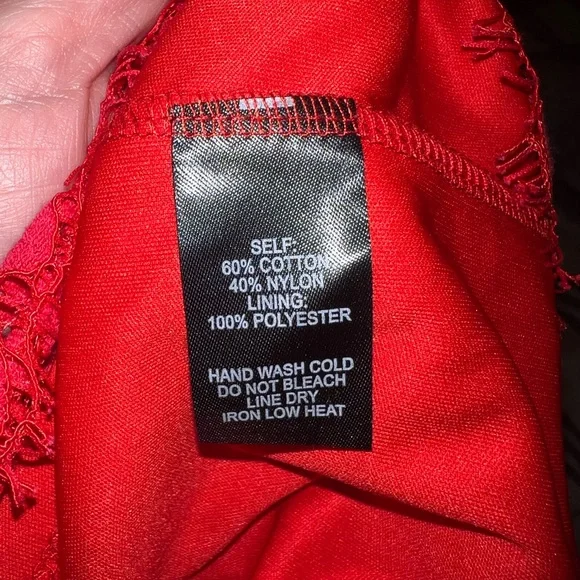 SELF:
60% COTTON
40% NYLON
LINING:
100% POLYESTER
HAND WASH COLD
DO NOT BLEACH
LINE DRY
IRON LOW HEAT